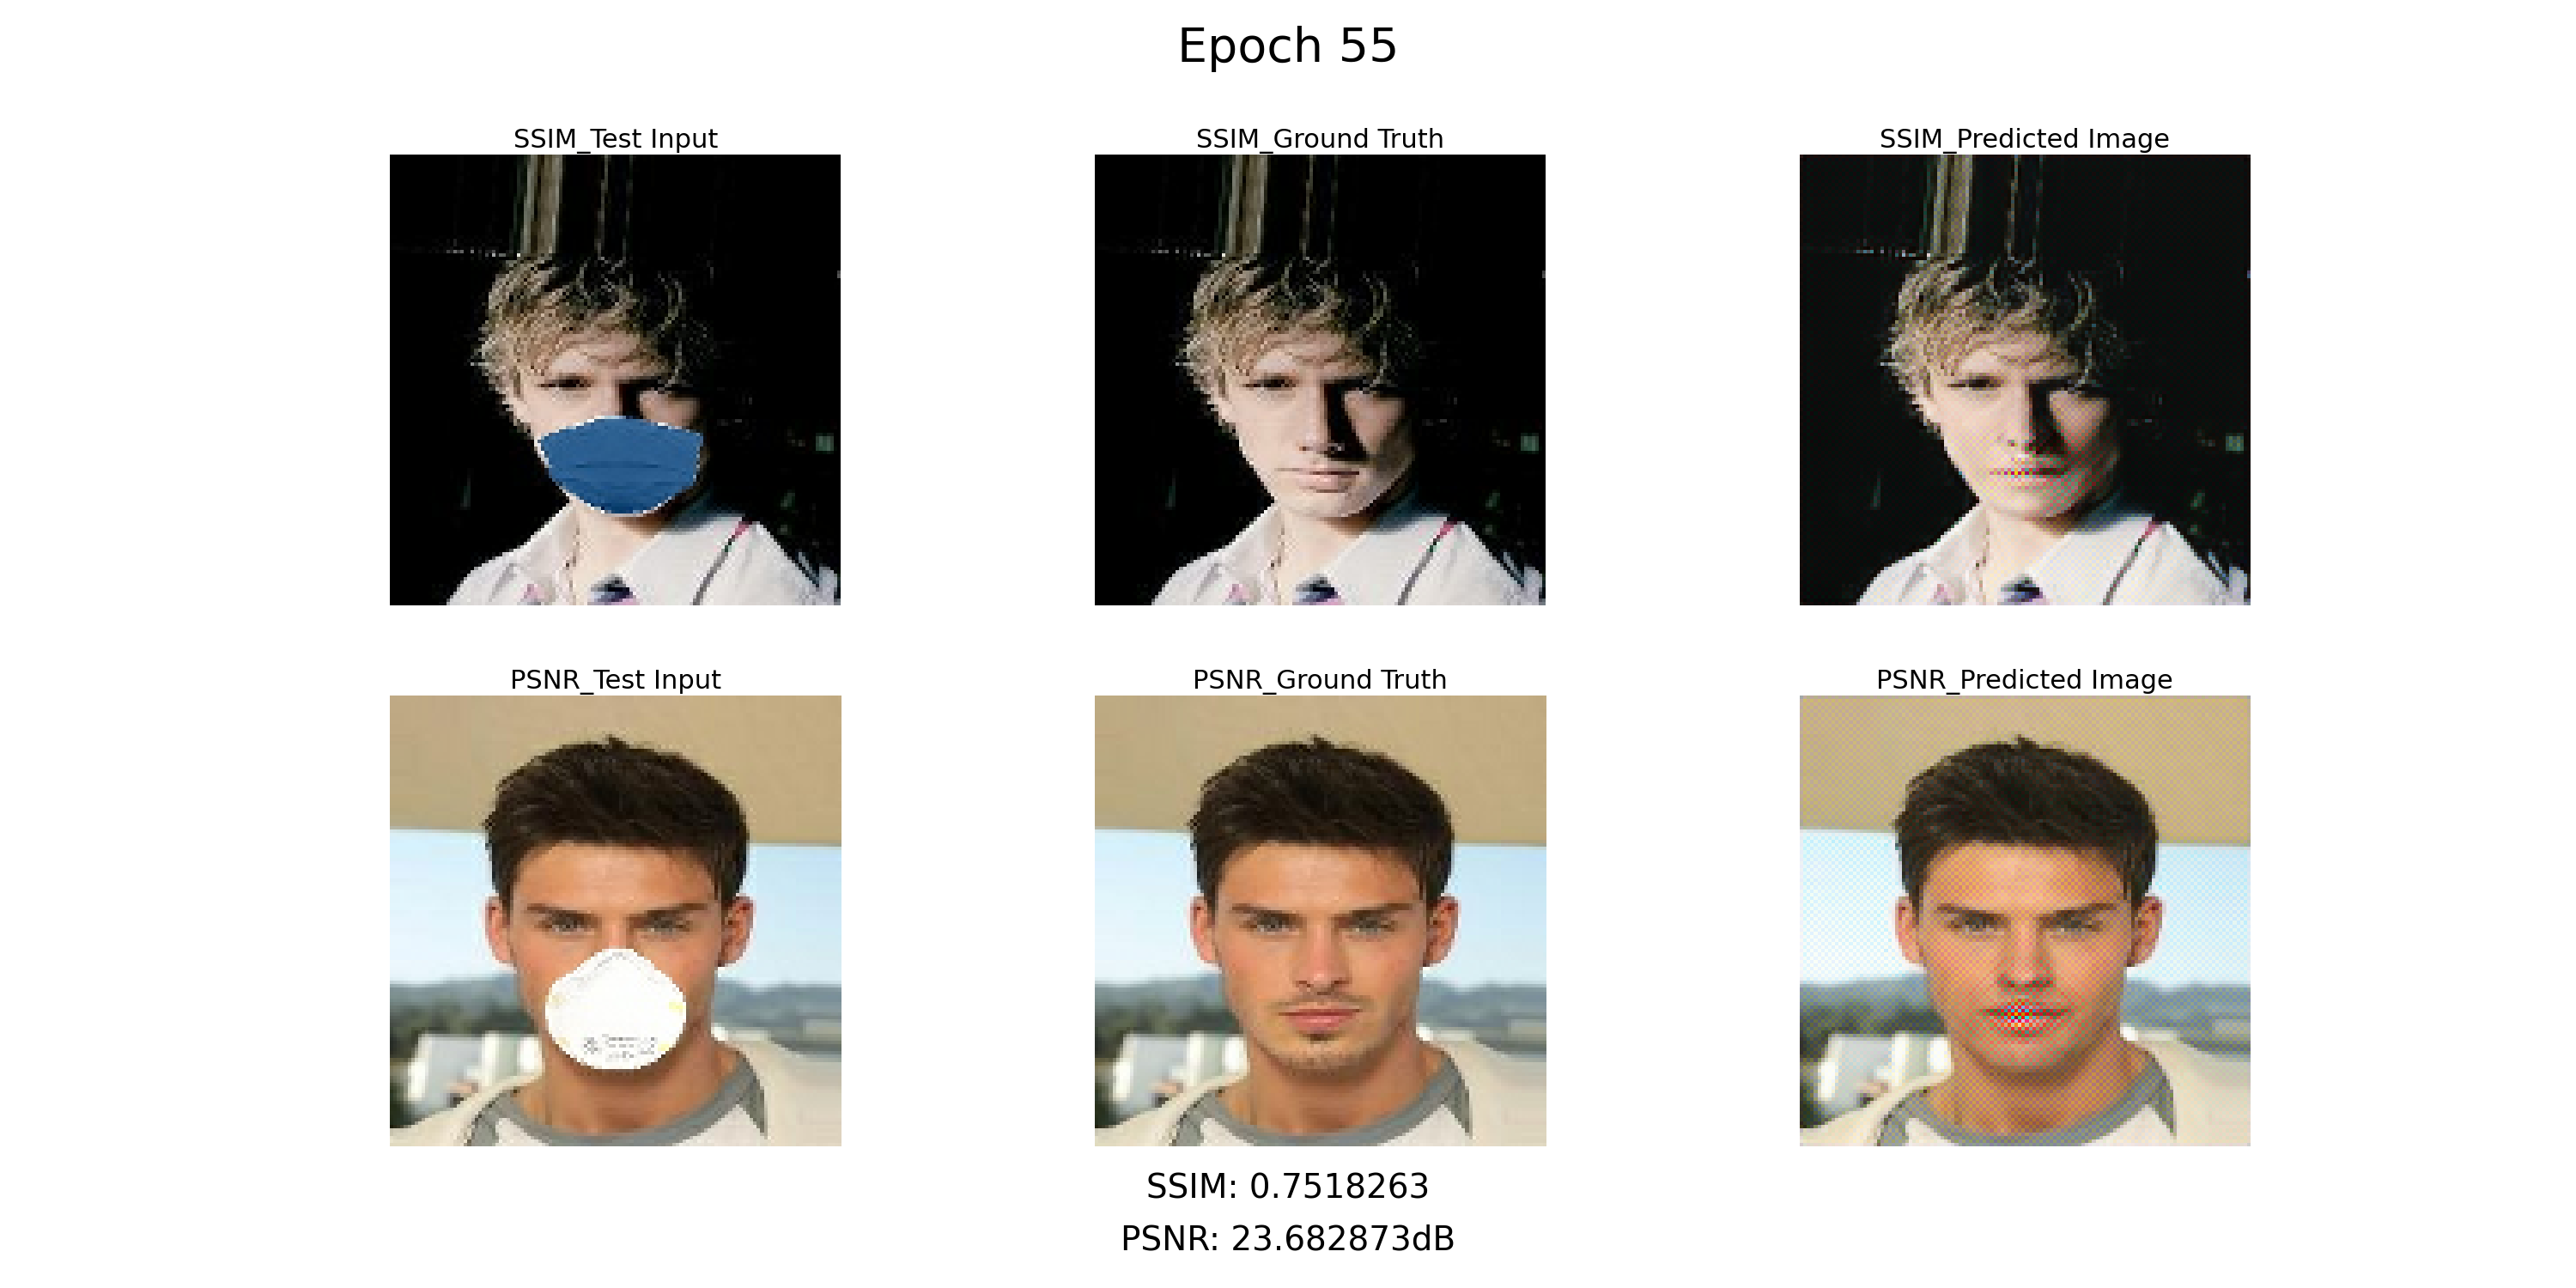 Epoch 55
SSIM_Test Input
SSIM_Ground Truth
SSIM_Predicted Image
PSNR_Test Input
PSNR_Ground Truth
PSNR_Predicted Image
SSIM: 0.7518263
PSNR: 23.682873dB